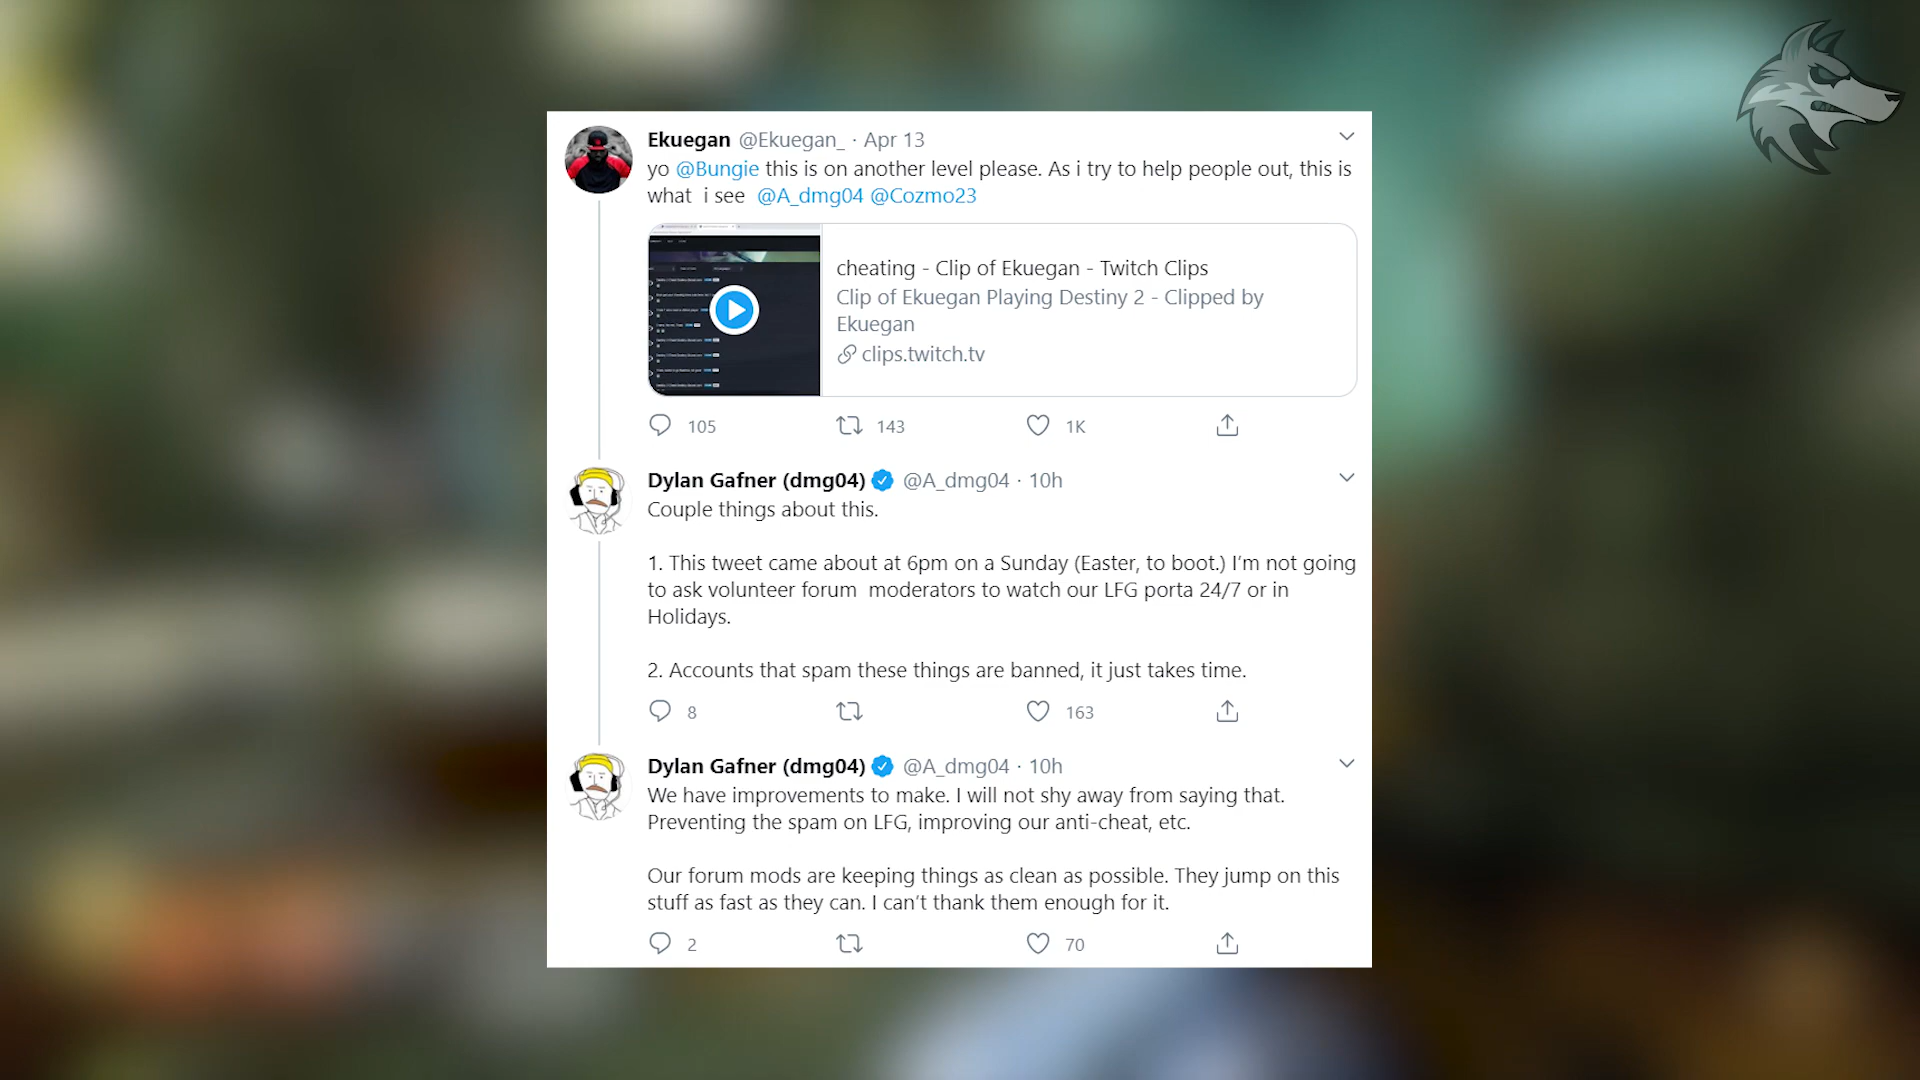 Ekuegan @Ekuegan_ · Apr 13
yo @Bungie this is on another level please. As i try to help people out, this is
what i see @A_dmg04 @Cozmo23
cheating - Clip of Ekuegan - Twitch Clips
Clip of Ekuegan Playing Destiny 2 - Clipped by
Ekuegan
clips.twitch.tv
105 143 1K
Dylan Gafner (dmg04) @A_dmg04 · 10h
Couple things about this.
1. This tweet came about at 6pm on a Sunday (Easter, to boot.) I'm not going
to ask volunteer forum moderators to watch our LFG porta 24/7 or in
Holidays.
2. Accounts that spam these things are banned, it just takes time.
8 163
Dylan Gafner (dmg04) @A_dmg04 · 10h
We have improvements to make. I will not shy away from saying that.
Preventing the spam on LFG, improving our anti-cheat, etc.
Our forum mods are keeping things as clean as possible. They jump on this
stuff as fast as they can. I can't thank them enough for it.
2 70